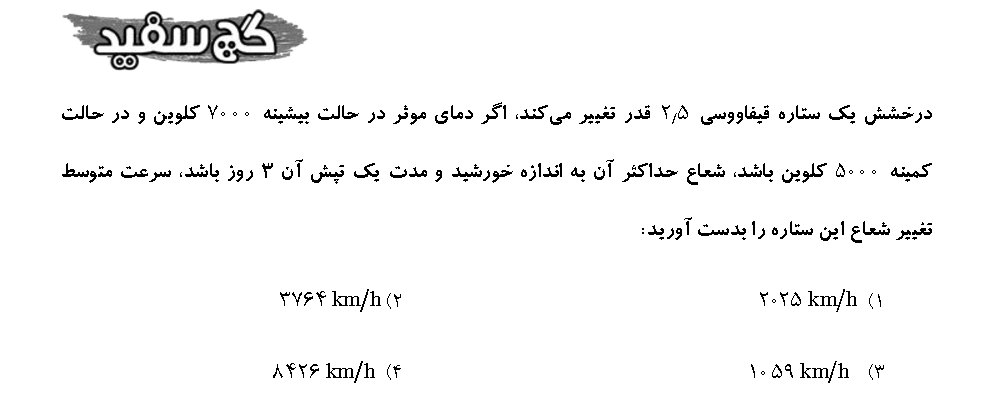 گچ سفید
درخشش یک ستاره قیفاووسی ۲٫۵ قدر تغییر می‌کند، اگر دمای موثر در حالت بیشینه ۷۰۰۰ کلوین و در حالت
کمینه ۵۰۰۰ کلوین باشد، شعاع حداکثر آن به اندازه خورشید و مدت یک تپش آن ۳ روز باشد، سرعت متوسط
تغییر شعاع این ستاره را بدست آورید:
۱) ۲۰۲۵ km/h ۲) ۳۷۶۴ km/h
۳) ۱۰۵۹ km/h ۴) ۸۴۲۶ km/h